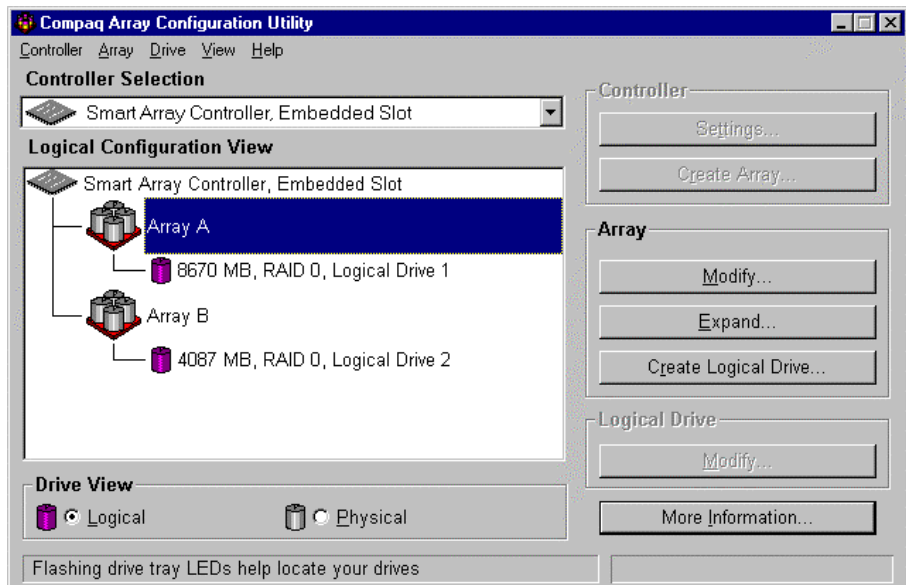 Compaq Array Configuration Utility
Controller Array Drive View Help
Controller Selection
Smart Array Controller, Embedded Slot
Logical Configuration View
Smart Array Controller, Embedded Slot
Array A
8670 MB, RAID 0, Logical Drive 1
Array B
4087 MB, RAID 0, Logical Drive 2
Drive View
Logical Physical
Controller
Settings...
Create Array...
Array
Modify...
Expand...
Create Logical Drive...
Logical Drive
Modify...
More Information...
Flashing drive tray LEDs help locate your drives